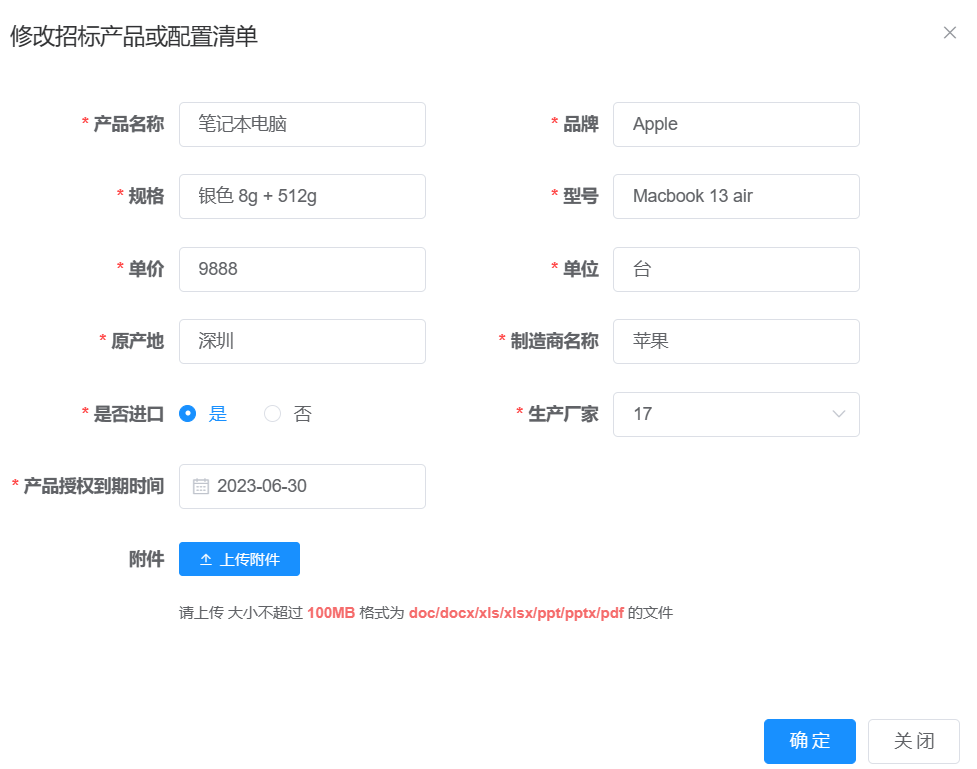 修改招标产品或配置清单
* 产品名称 笔记本电脑 * 品牌 Apple
* 规格 银色 8g + 512g * 型号 Macbook 13 air
* 单价 9888 * 单位 台
* 原产地 深圳 * 制造商名称 苹果
* 是否进口 是 否 * 生产厂家 17
* 产品授权到期时间 2023-06-30
附件 上传附件
请上传 大小不超过 100MB 格式为 doc/docx/xls/xlsx/ppt/pptx/pdf 的文件
确定 关闭